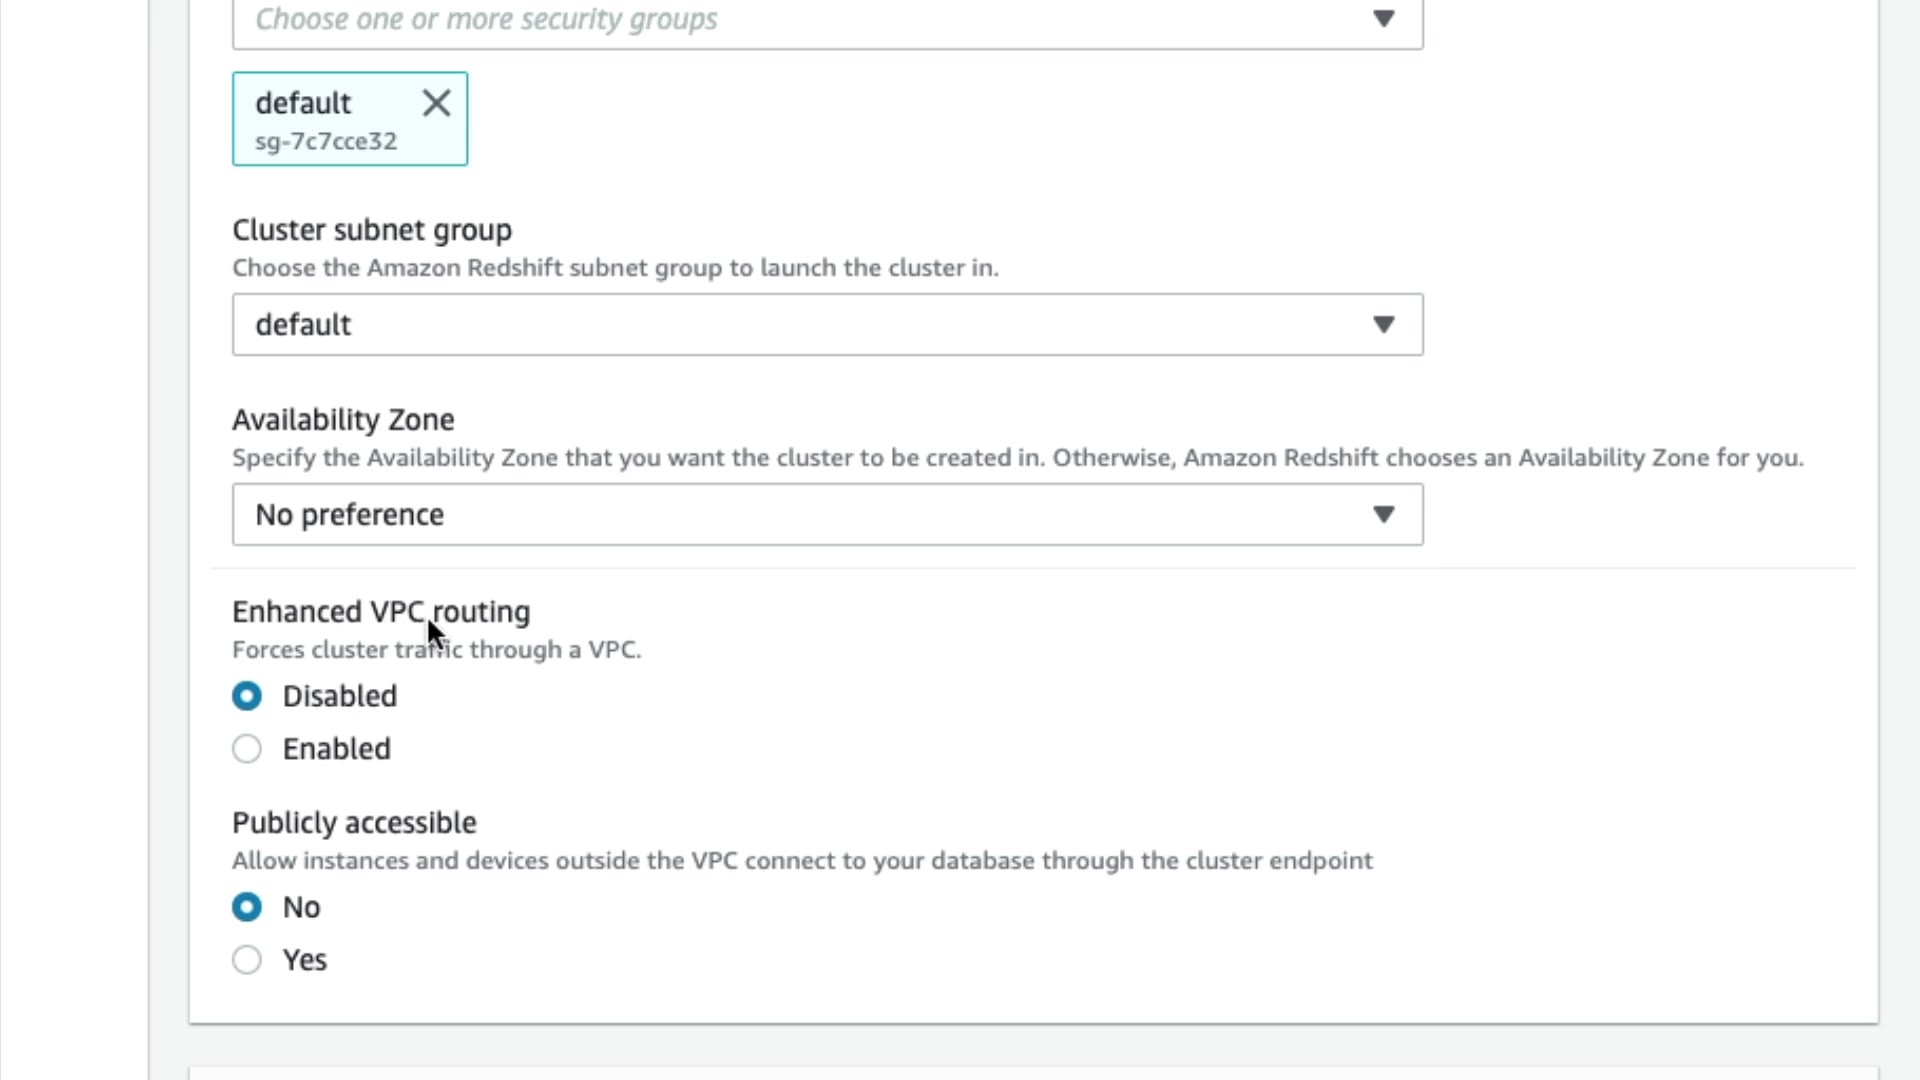 Choose one or more security groups
default
sg-7c7cce32
Cluster subnet group
Choose the Amazon Redshift subnet group to launch the cluster in.
default
Availability Zone
Specify the Availability Zone that you want the cluster to be created in. Otherwise, Amazon Redshift chooses an Availability Zone for you.
No preference
Enhanced VPC routing
Forces cluster traffic through a VPC.
Disabled
Enabled
Publicly accessible
Allow instances and devices outside the VPC connect to your database through the cluster endpoint
No
Yes